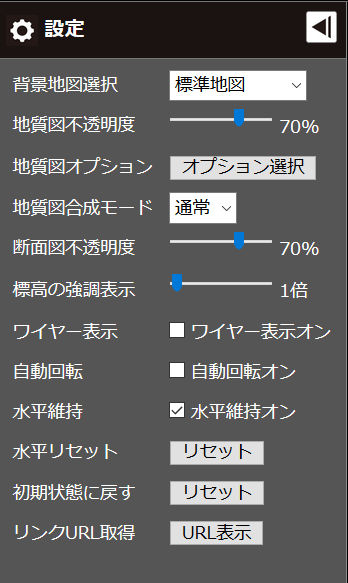 設定
背景地図選択 標準地図
地質図不透明度 70%
地質図オプション オプション選択
地質図合成モード 通常
断面図不透明度 70%
標高の強調表示 1倍
ワイヤー表示 ワイヤー表示オン
自動回転 自動回転オン
水平維持 水平維持オン
水平リセット リセット
初期状態に戻す リセット
リンクURL取得 URL表示